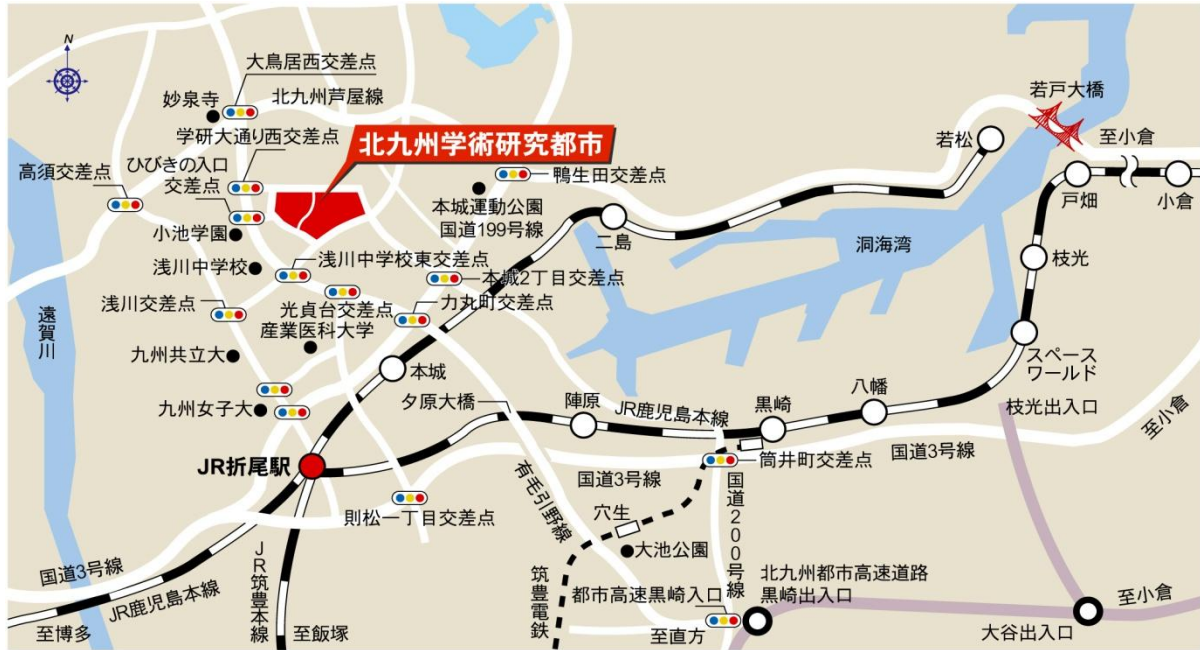 N
大鳥居西交差点
妙泉寺
北九州芦屋線
学研大通り西交差点
北九州学術研究都市
ひびきの入口
交差点
高須交差点
小池学園
浅川中学校
浅川中学校東交差点
浅川交差点
光貞台交差点
産業医科大学
九州共立大
九州女子大
鴨生田交差点
本城運動公園
国道199号線
本城2丁目交差点
力丸町交差点
二島
若松
若戸大橋
至小倉
戸畑
小倉
洞海湾
枝光
スペース
ワールド
枝光出入口
至小倉
遠賀川
本城
夕原大橋
陣原
JR鹿児島本線
黒崎
八幡
国道3号線
筒井町交差点
国道3号線
JR折尾駅
則松一丁目交差点
有毛引野線
穴生
大池公園
国道200号線
国道3号線
JR鹿児島本線
至博多
JR筑豊本線
至飯塚
筑豊電鉄
都市高速黒崎入口
至直方
北九州都市高速道路
黒崎出入口
大谷出入口
至小倉